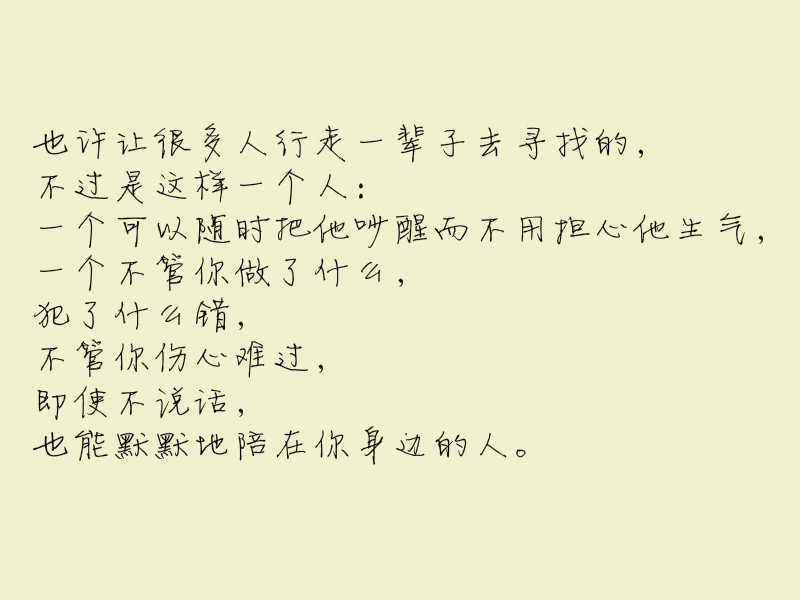 也许让很多人行走一辈子去寻找的，
不过是这样一个人：
一个可以随时把他吵醒而不用担心他生气，
一个不管你做了什么，
犯了什么错，
不管你伤心难过，
即使不说话，
也能默默地陪在你身边的人。